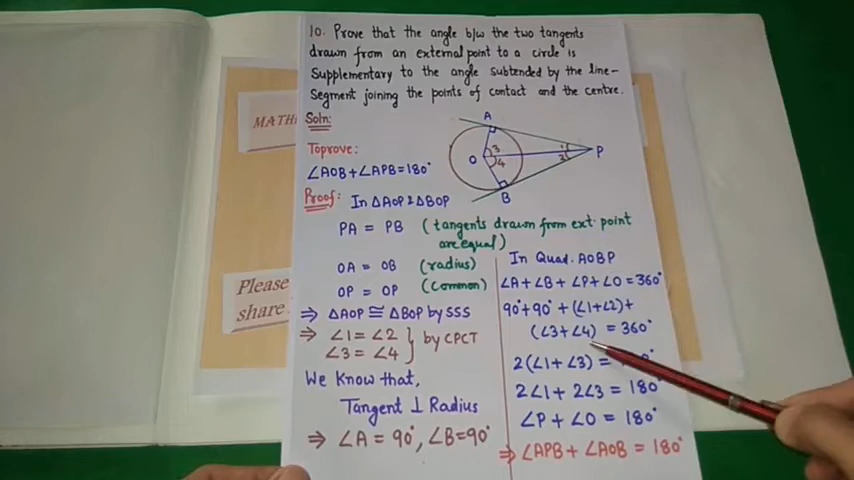 10. Prove that the angle b/w the two tangents
drawn from an external point to a circle is
Supplementary to the angle subtended by the line-
Segment joining the points of contact and the centre.
Soln:
To prove:
∠AOB + ∠APB = 180°
A
O
B
P
3
4
1
2
Proof: In △AOP & △BOP
PA = PB (tangents drawn from ext. point
are equal)
OA = OB (radius)
OP = OP (Common)
⇒ △AOP ≅ △BOP by SSS
⇒ ∠1 = ∠2
∠3 = ∠4 } by CPCT
We Know that,
Tangent ⊥ Radius
⇒ ∠A = 90°, ∠B = 90°
In Quad. AOBP
∠A + ∠B + ∠P + ∠O = 360°
90° + 90° + (∠1 + ∠2) +
(∠3 + ∠4) = 360°
2(∠1 + ∠3) =
2∠1 + 2∠3 = 180°
∠P + ∠O = 180°
⇒ ∠APB + ∠AOB = 180°
Please
share